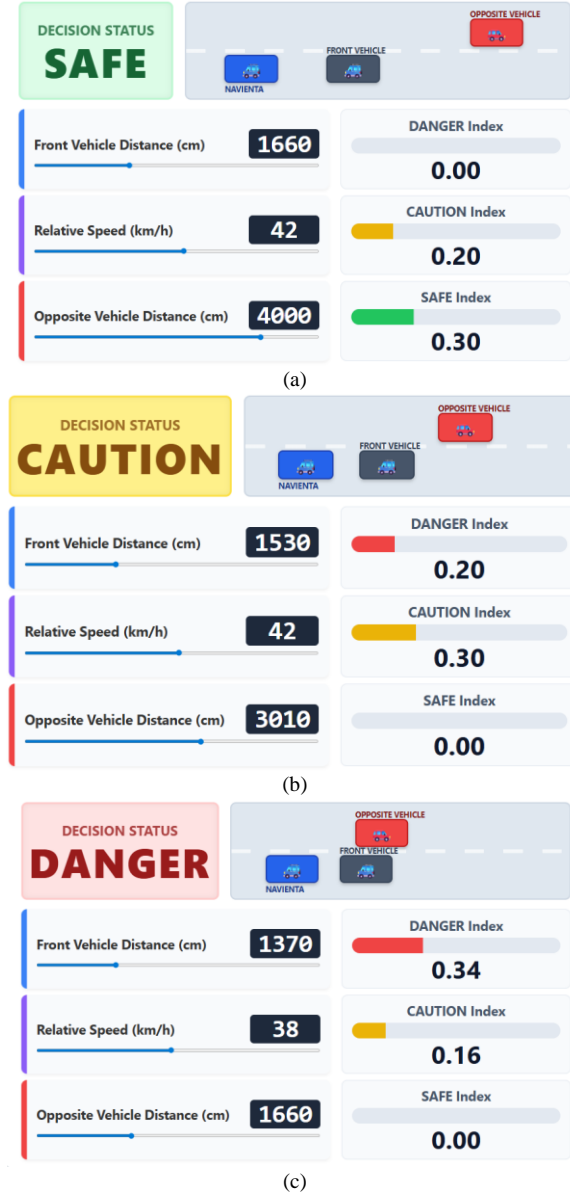 DECISION STATUS
SAFE
OPPOSITE VEHICLE
FRONT VEHICLE
NAVIENTA
Front Vehicle Distance (cm) 1660
DANGER Index
0.00
Relative Speed (km/h) 42
CAUTION Index
0.20
Opposite Vehicle Distance (cm) 4000
SAFE Index
0.30
(a)
DECISION STATUS
CAUTION
OPPOSITE VEHICLE
FRONT VEHICLE
NAVIENTA
Front Vehicle Distance (cm) 1530
DANGER Index
0.20
Relative Speed (km/h) 42
CAUTION Index
0.30
Opposite Vehicle Distance (cm) 3010
SAFE Index
0.00
(b)
DECISION STATUS
DANGER
OPPOSITE VEHICLE
FRONT VEHICLE
NAVIENTA
Front Vehicle Distance (cm) 1370
DANGER Index
0.34
Relative Speed (km/h) 38
CAUTION Index
0.16
Opposite Vehicle Distance (cm) 1660
SAFE Index
0.00
(c)